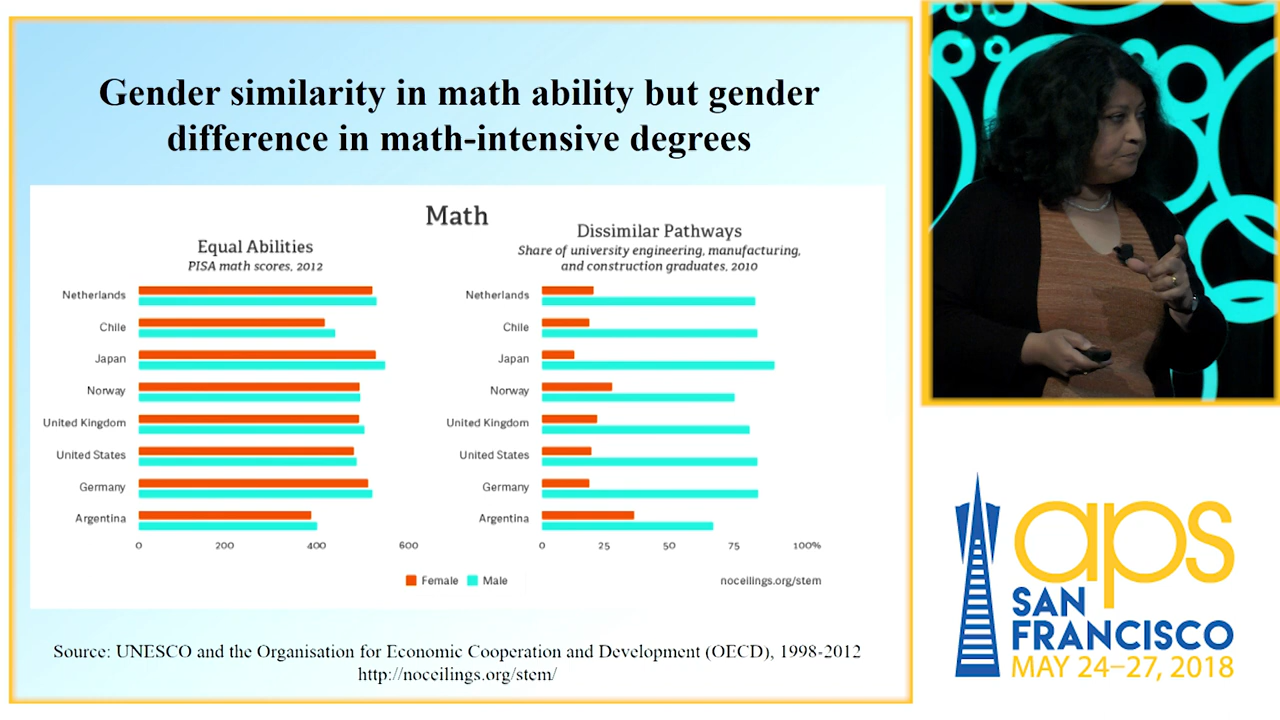 Gender similarity in math ability but gender
difference in math-intensive degrees
Math
Equal Abilities
PISA math scores, 2012
Netherlands
Chile
Japan
Norway
United Kingdom
United States
Germany
Argentina
0 200 400 600
Dissimilar Pathways
Share of university engineering, manufacturing,
and construction graduates, 2010
Netherlands
Chile
Japan
Norway
United Kingdom
United States
Germany
Argentina
0 25 50 75 100%
Female Male
noceilings.org/stem
Source: UNESCO and the Organisation for Economic Cooperation and Development (OECD), 1998-2012
http://noceilings.org/stem/
aps
SAN
FRANCISCO
MAY 24–27, 2018